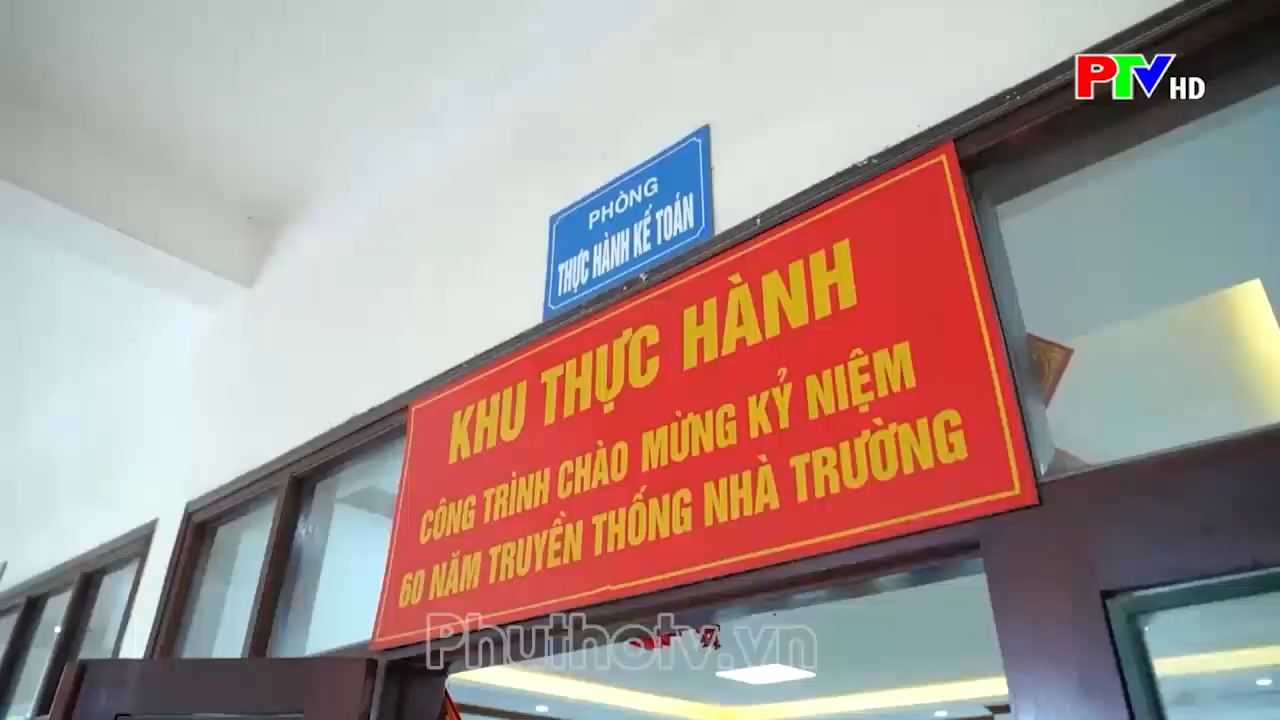 PTV HD
PHÒNG
THỰC HÀNH KẾ TOÁN
KHU THỰC HÀNH
CÔNG TRÌNH CHÀO MỪNG KỶ NIỆM
60 NĂM TRUYỀN THỐNG NHÀ TRƯỜNG
Phuthotv.vn